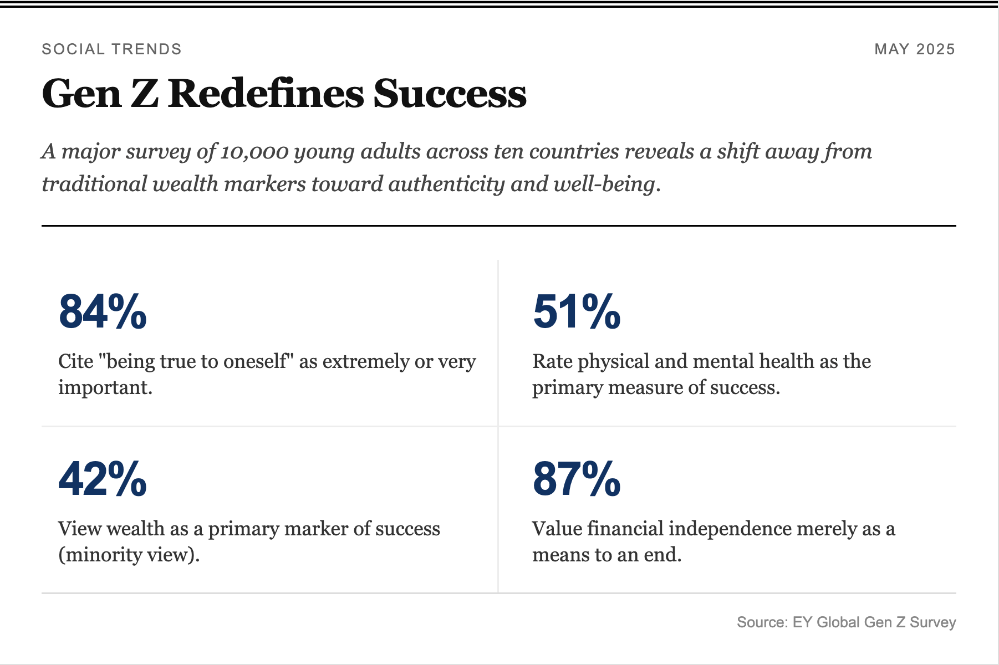 SOCIAL TRENDS
MAY 2025
Gen Z Redefines Success
A major survey of 10,000 young adults across ten countries reveals a shift away from
traditional wealth markers toward authenticity and well-being.
84%
Cite "being true to oneself" as extremely or very
important.
51%
Rate physical and mental health as the
primary measure of success.
42%
View wealth as a primary marker of success
(minority view).
87%
Value financial independence merely as a
means to an end.
Source: EY Global Gen Z Survey